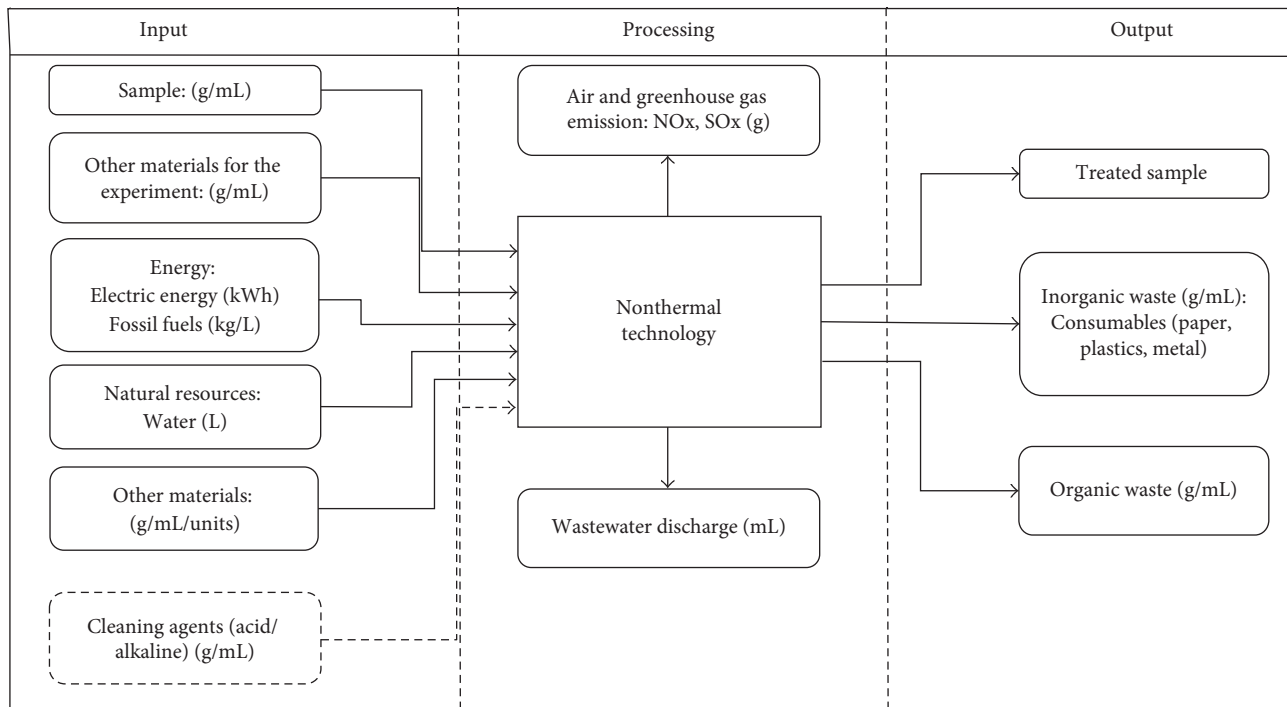 Input
Processing
Output
Sample: (g/mL)
Other materials for the
experiment: (g/mL)
Energy:
Electric energy (kWh)
Fossil fuels (kg/L)
Natural resources:
Water (L)
Other materials:
(g/mL/units)
Cleaning agents (acid/
alkaline) (g/mL)
Air and greenhouse gas
emission: NOx, SOx (g)
Nonthermal
technology
Wastewater discharge (mL)
Treated sample
Inorganic waste (g/mL):
Consumables (paper,
plastics, metal)
Organic waste (g/mL)